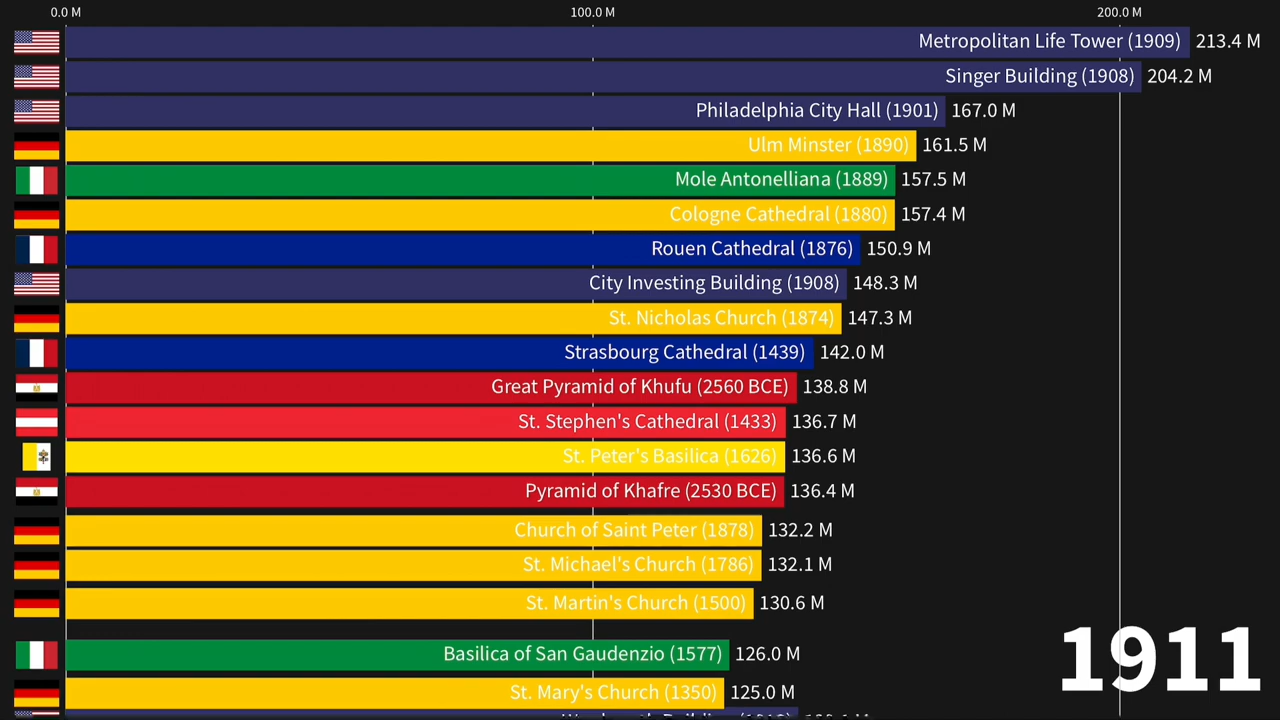 0.0 M 100.0 M 200.0 M
Metropolitan Life Tower (1909) 213.4 M
Singer Building (1908) 204.2 M
Philadelphia City Hall (1901) 167.0 M
Ulm Minster (1890) 161.5 M
Mole Antonelliana (1889) 157.5 M
Cologne Cathedral (1880) 157.4 M
Rouen Cathedral (1876) 150.9 M
City Investing Building (1908) 148.3 M
St. Nicholas Church (1874) 147.3 M
Strasbourg Cathedral (1439) 142.0 M
Great Pyramid of Khufu (2560 BCE) 138.8 M
St. Stephen's Cathedral (1433) 136.7 M
St. Peter's Basilica (1626) 136.6 M
Pyramid of Khafre (2530 BCE) 136.4 M
Church of Saint Peter (1878) 132.2 M
St. Michael's Church (1786) 132.1 M
St. Martin's Church (1500) 130.6 M
Basilica of San Gaudenzio (1577) 126.0 M
St. Mary's Church (1350) 125.0 M
1911